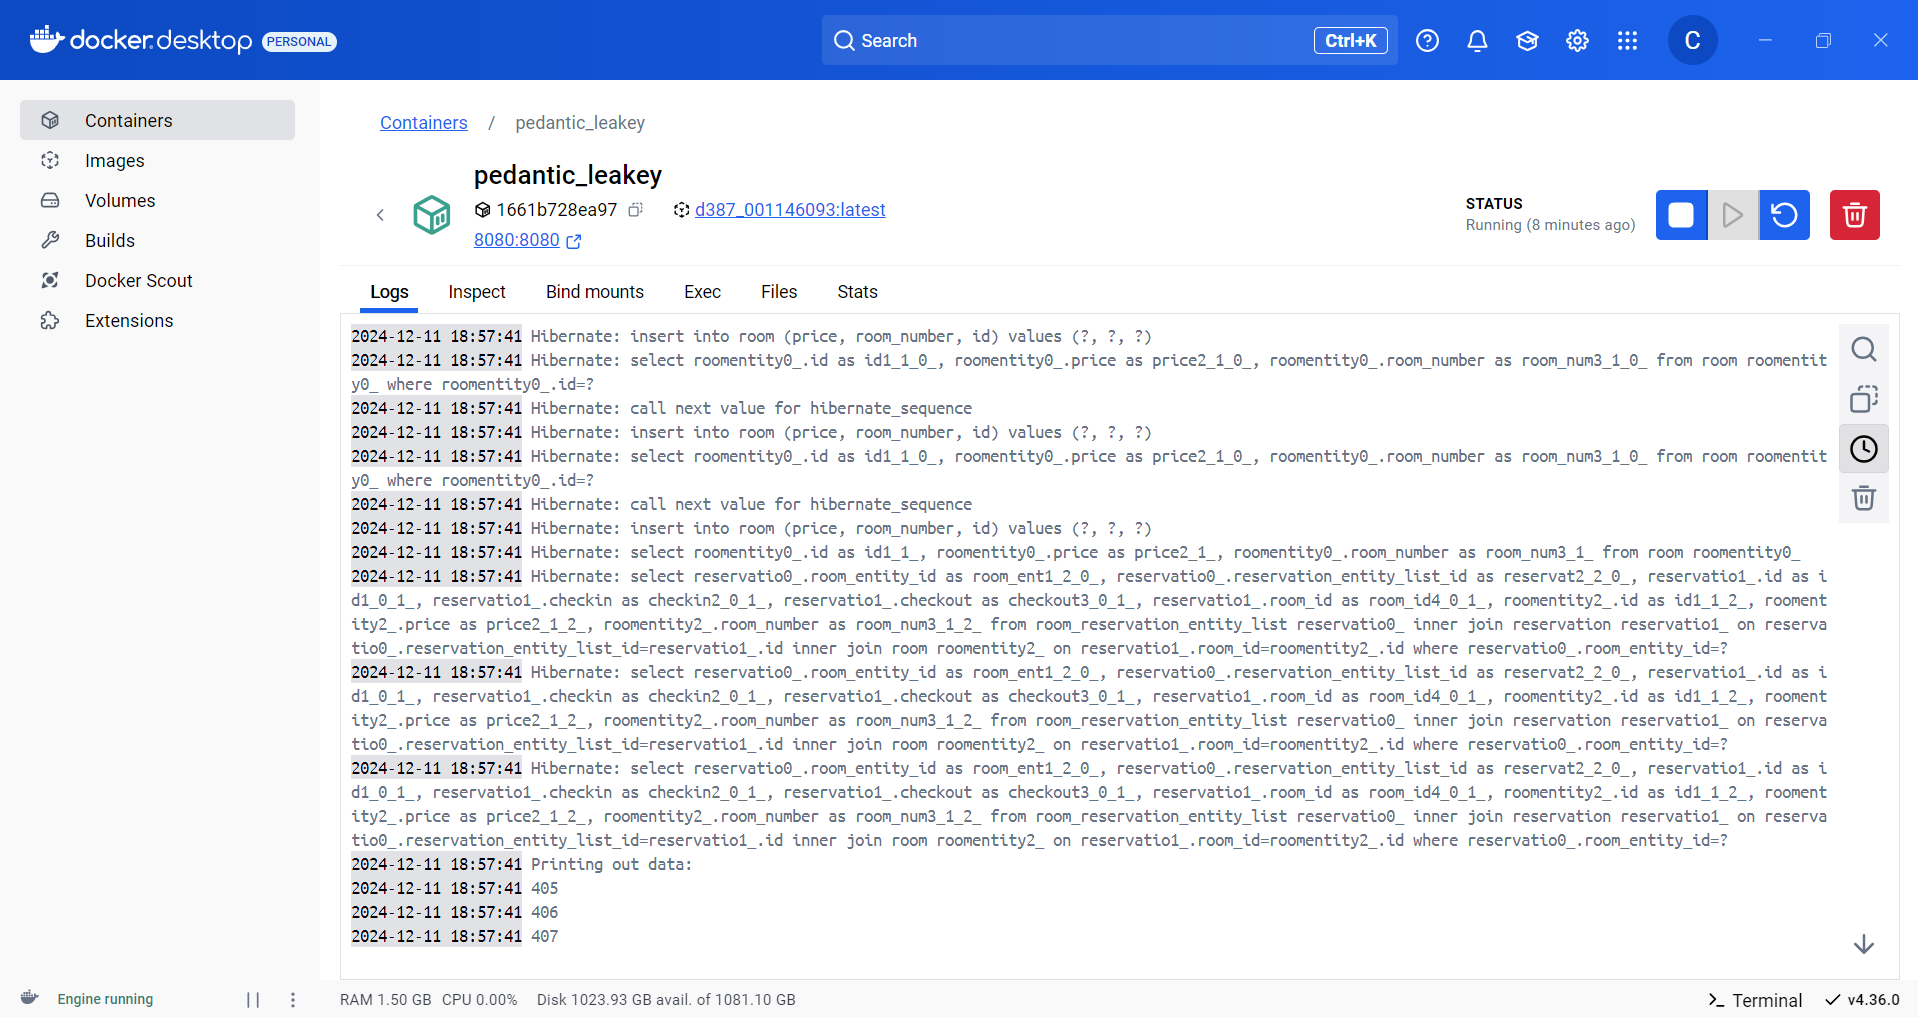 docker.desktop PERSONAL
Search Ctrl+K
C
Containers
Images
Volumes
Builds
Docker Scout
Extensions
Containers / pedantic_leakey
pedantic_leakey
1661b728ea97 d387_001146093:latest
8080:8080
STATUS
Running (8 minutes ago)
Logs Inspect Bind mounts Exec Files Stats
2024-12-11 18:57:41 Hibernate: insert into room (price, room_number, id) values (?, ?, ?)
2024-12-11 18:57:41 Hibernate: select roomentity0_.id as id1_1_0_, roomentity0_.price as price2_1_0_, roomentity0_.room_number as room_num3_1_0_ from room roomentit
y0_ where roomentity0_.id=?
2024-12-11 18:57:41 Hibernate: call next value for hibernate_sequence
2024-12-11 18:57:41 Hibernate: insert into room (price, room_number, id) values (?, ?, ?)
2024-12-11 18:57:41 Hibernate: select roomentity0_.id as id1_1_0_, roomentity0_.price as price2_1_0_, roomentity0_.room_number as room_num3_1_0_ from room roomentit
y0_ where roomentity0_.id=?
2024-12-11 18:57:41 Hibernate: call next value for hibernate_sequence
2024-12-11 18:57:41 Hibernate: insert into room (price, room_number, id) values (?, ?, ?)
2024-12-11 18:57:41 Hibernate: select roomentity0_.id as id1_1_, roomentity0_.price as price2_1_, roomentity0_.room_number as room_num3_1_ from room roomentity0_
2024-12-11 18:57:41 Hibernate: select reservatio0_.room_entity_id as room_ent1_2_0_, reservatio0_.reservation_entity_list_id as reservat2_2_0_, reservatio1_.id as i
d1_0_1_, reservatio1_.checkin as checkin2_0_1_, reservatio1_.checkout as checkout3_0_1_, reservatio1_.room_id as room_id4_0_1_, roomentity2_.id as id1_1_2_, rooment
ity2_.price as price2_1_2_, roomentity2_.room_number as room_num3_1_2_ from room_reservation_entity_list reservatio0_ inner join reservation reservatio1_ on reserva
tio0_.reservation_entity_list_id=reservatio1_.id inner join room roomentity2_ on reservatio1_.room_id=roomentity2_.id where reservatio0_.room_entity_id=?
2024-12-11 18:57:41 Hibernate: select reservatio0_.room_entity_id as room_ent1_2_0_, reservatio0_.reservation_entity_list_id as reservat2_2_0_, reservatio1_.id as i
d1_0_1_, reservatio1_.checkin as checkin2_0_1_, reservatio1_.checkout as checkout3_0_1_, reservatio1_.room_id as room_id4_0_1_, roomentity2_.id as id1_1_2_, rooment
ity2_.price as price2_1_2_, roomentity2_.room_number as room_num3_1_2_ from room_reservation_entity_list reservatio0_ inner join reservation reservatio1_ on reserva
tio0_.reservation_entity_list_id=reservatio1_.id inner join room roomentity2_ on reservatio1_.room_id=roomentity2_.id where reservatio0_.room_entity_id=?
2024-12-11 18:57:41 Hibernate: select reservatio0_.room_entity_id as room_ent1_2_0_, reservatio0_.reservation_entity_list_id as reservat2_2_0_, reservatio1_.id as i
d1_0_1_, reservatio1_.checkin as checkin2_0_1_, reservatio1_.checkout as checkout3_0_1_, reservatio1_.room_id as room_id4_0_1_, roomentity2_.id as id1_1_2_, rooment
ity2_.price as price2_1_2_, roomentity2_.room_number as room_num3_1_2_ from room_reservation_entity_list reservatio0_ inner join reservation reservatio1_ on reserva
tio0_.reservation_entity_list_id=reservatio1_.id inner join room roomentity2_ on reservatio1_.room_id=roomentity2_.id where reservatio0_.room_entity_id=?
2024-12-11 18:57:41 Printing out data:
2024-12-11 18:57:41 405
2024-12-11 18:57:41 406
2024-12-11 18:57:41 407
Engine running
RAM 1.50 GB CPU 0.00% Disk 1023.93 GB avail. of 1081.10 GB
Terminal v4.36.0